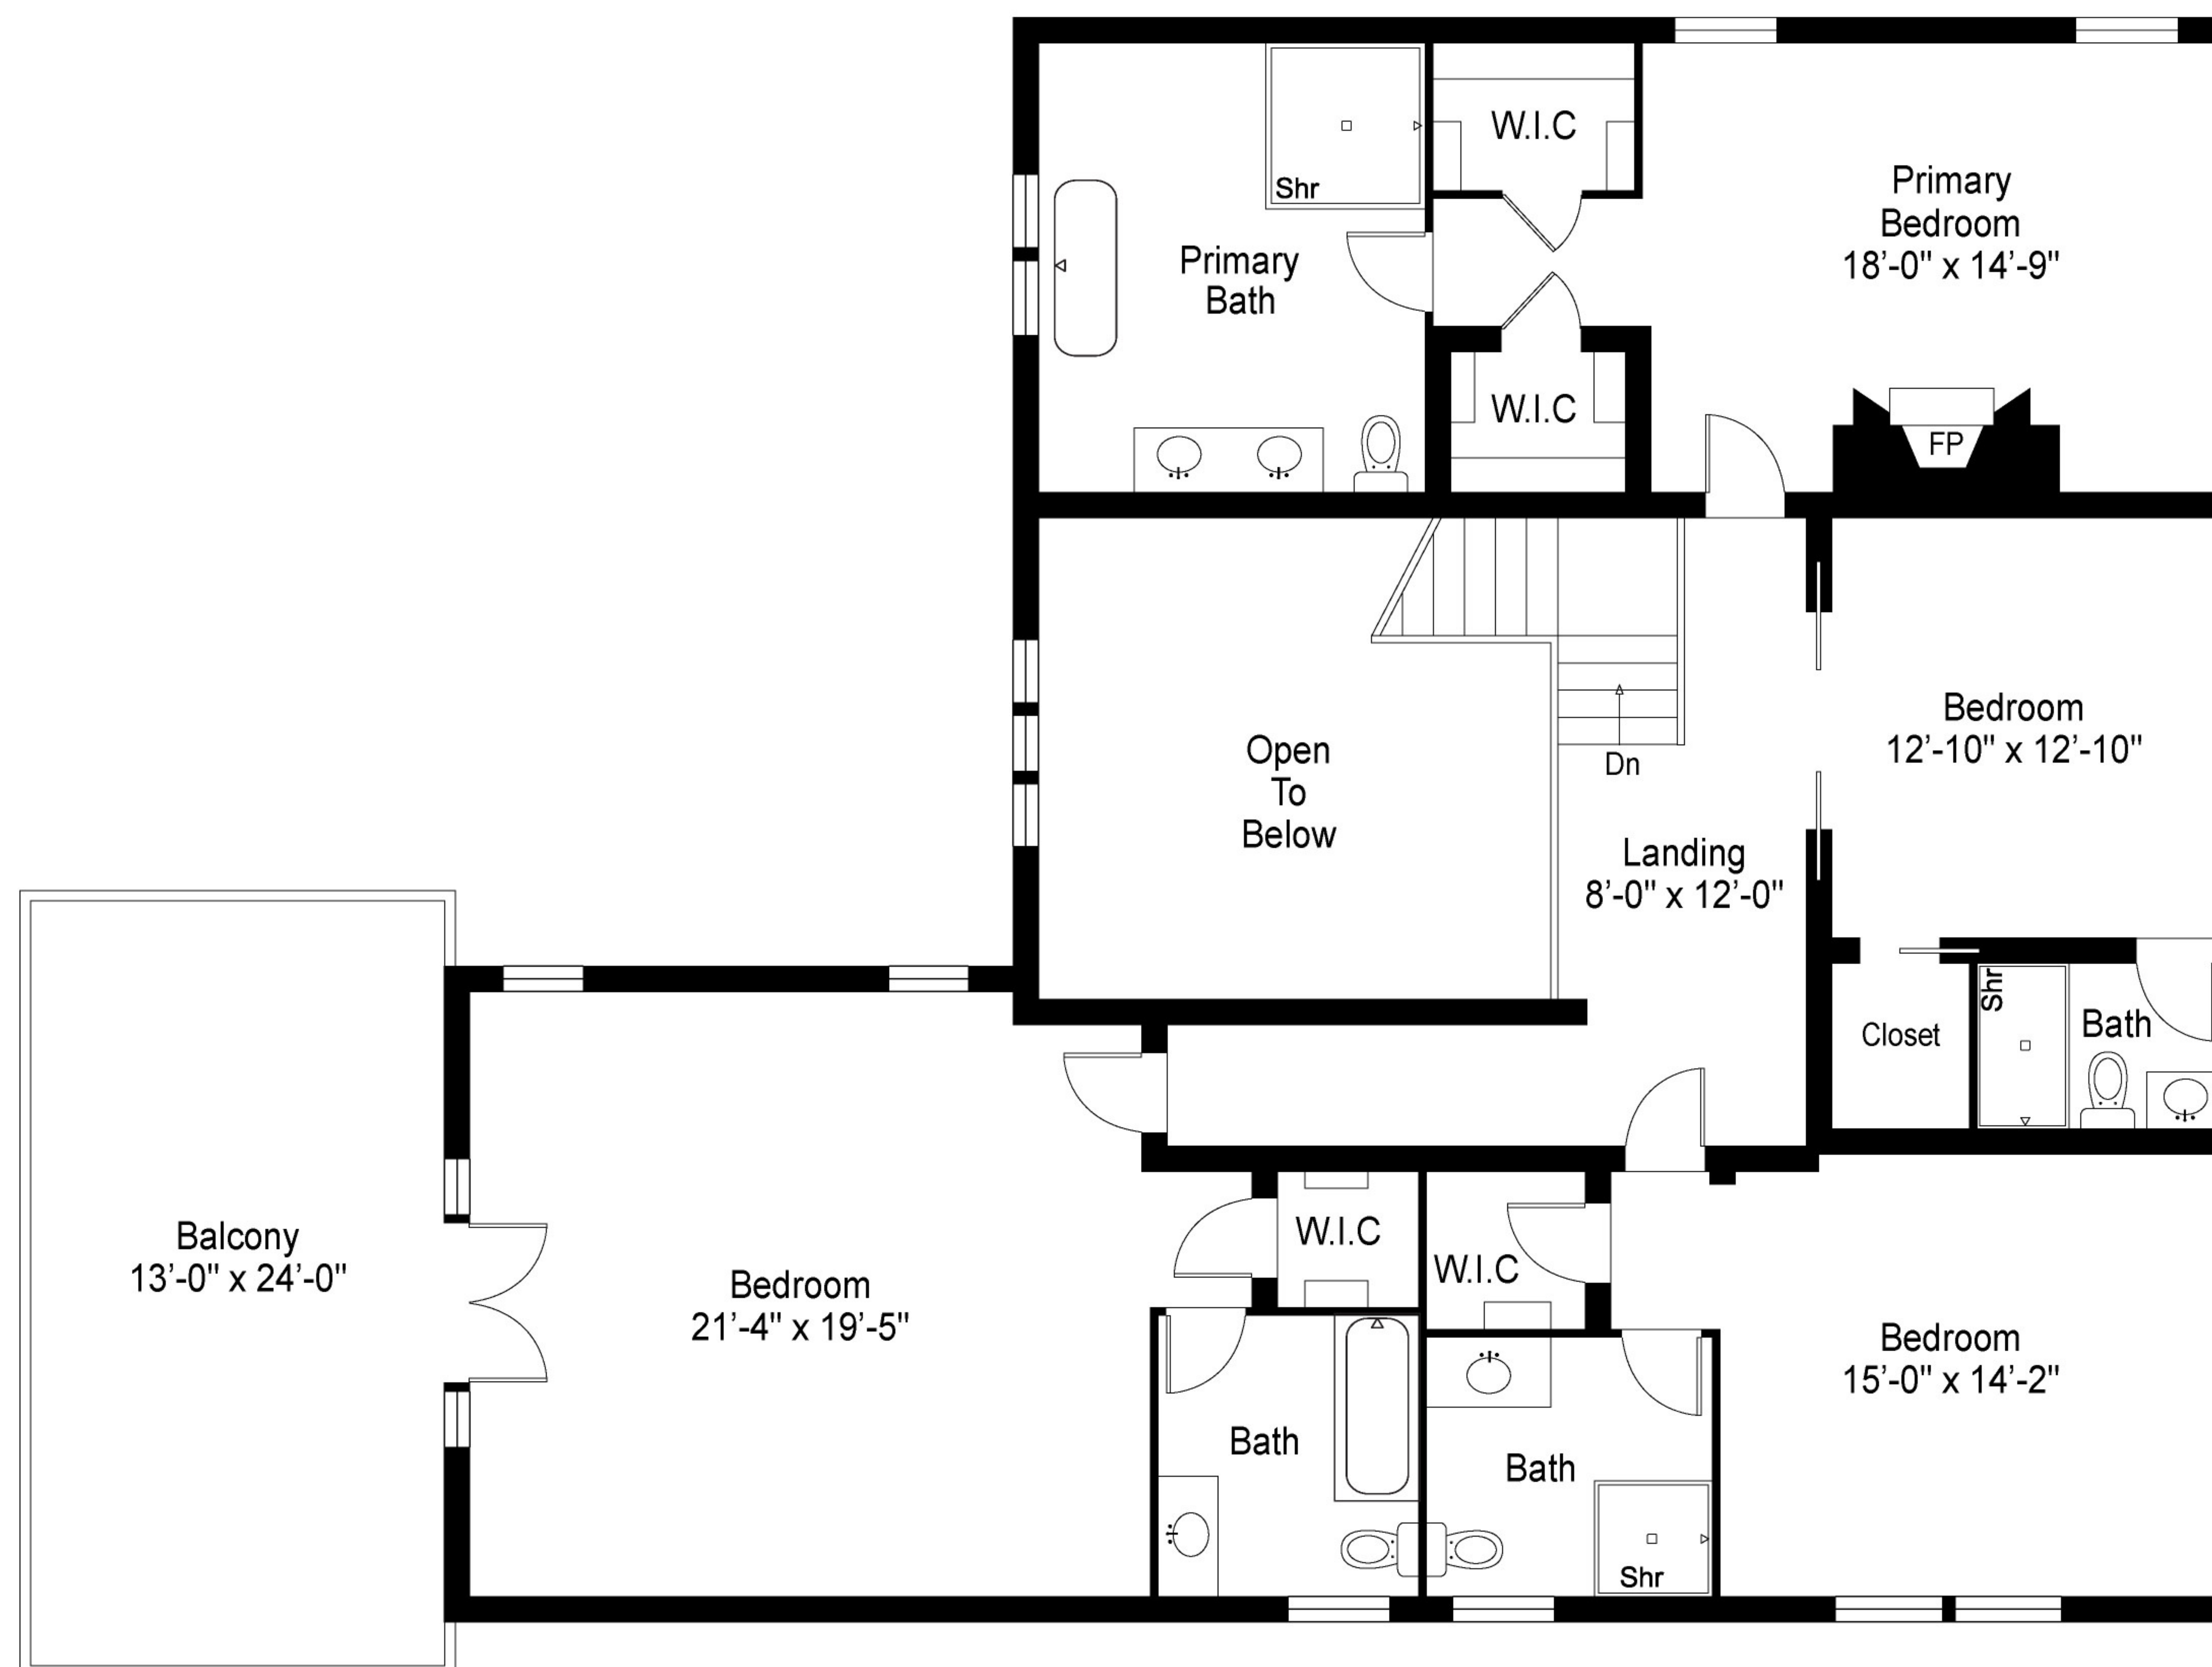 W.I.C
Shr
Primary
Bedroom
18'-0" x 14'-9"
Primary
Bath
W.I.C
FP
Bedroom
12'-10" x 12'-10"
Open
To
Below
Dn
Landing
8'-0" x 12'-0"
Shr
Closet
Bath
Balcony
13'-0" x 24'-0"
Bedroom
21'-4" x 19'-5"
W.I.C
W.I.C
Bedroom
15'-0" x 14'-2"
Bath
Bath
Shr